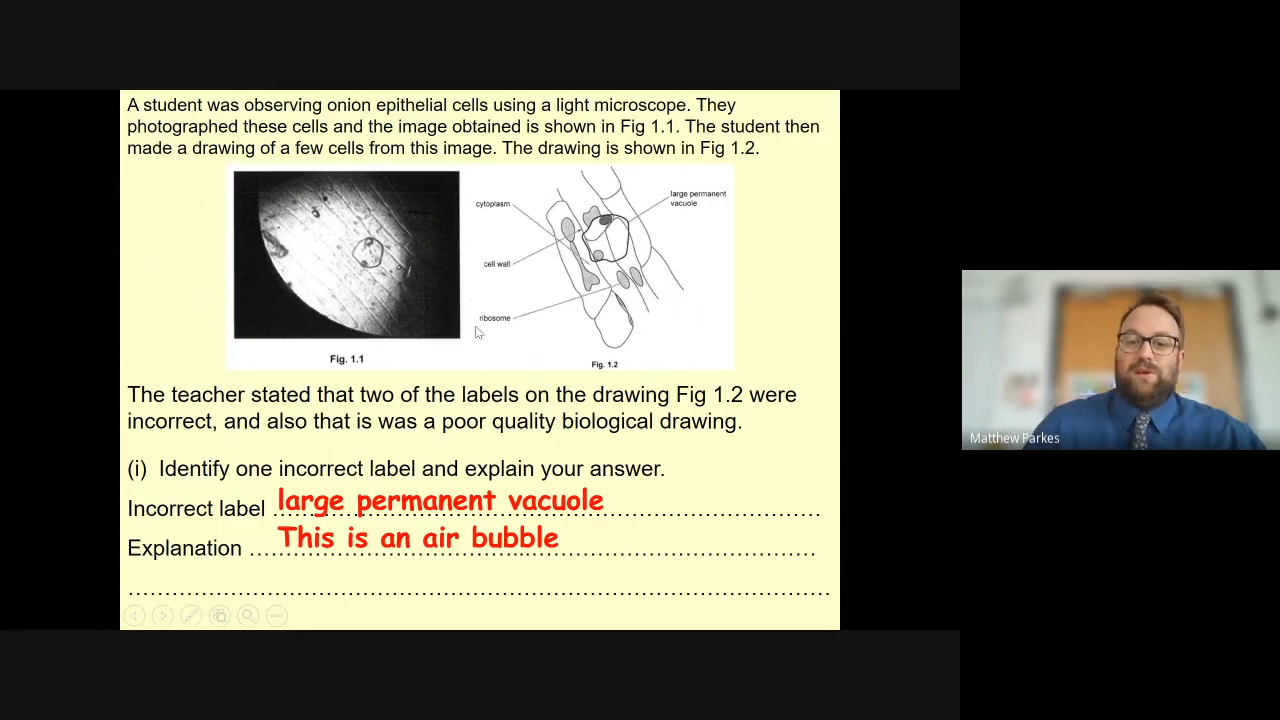 A student was observing onion epithelial cells using a light microscope. They
photographed these cells and the image obtained is shown in Fig 1.1. The student then
made a drawing of a few cells from this image. The drawing is shown in Fig 1.2.
cytoplasm
large permanent
vacuole
cell wall
ribosome
Fig. 1.1
Fig. 1.2
The teacher stated that two of the labels on the drawing Fig 1.2 were
incorrect, and also that is was a poor quality biological drawing.
(i) Identify one incorrect label and explain your answer.
Incorrect label large permanent vacuole
Explanation This is an air bubble
Matthew Parkes